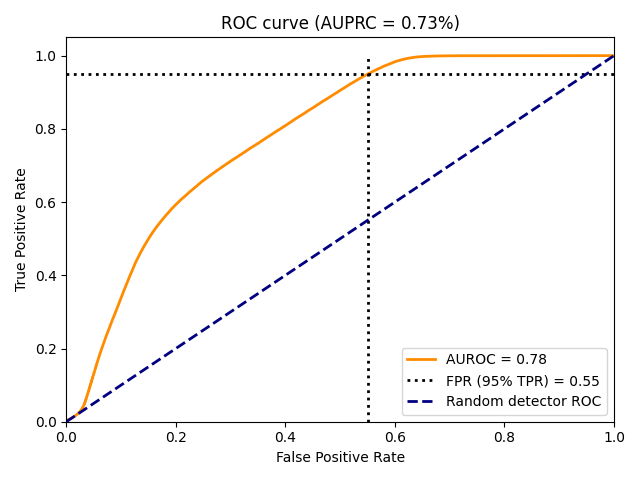 ROC curve (AUPRC = 0.73%)
True Positive Rate
1.0
0.8
0.6
0.4
0.2
0.0
0.0 0.2 0.4 0.6 0.8 1.0
False Positive Rate
AUROC = 0.78
FPR (95% TPR) = 0.55
Random detector ROC